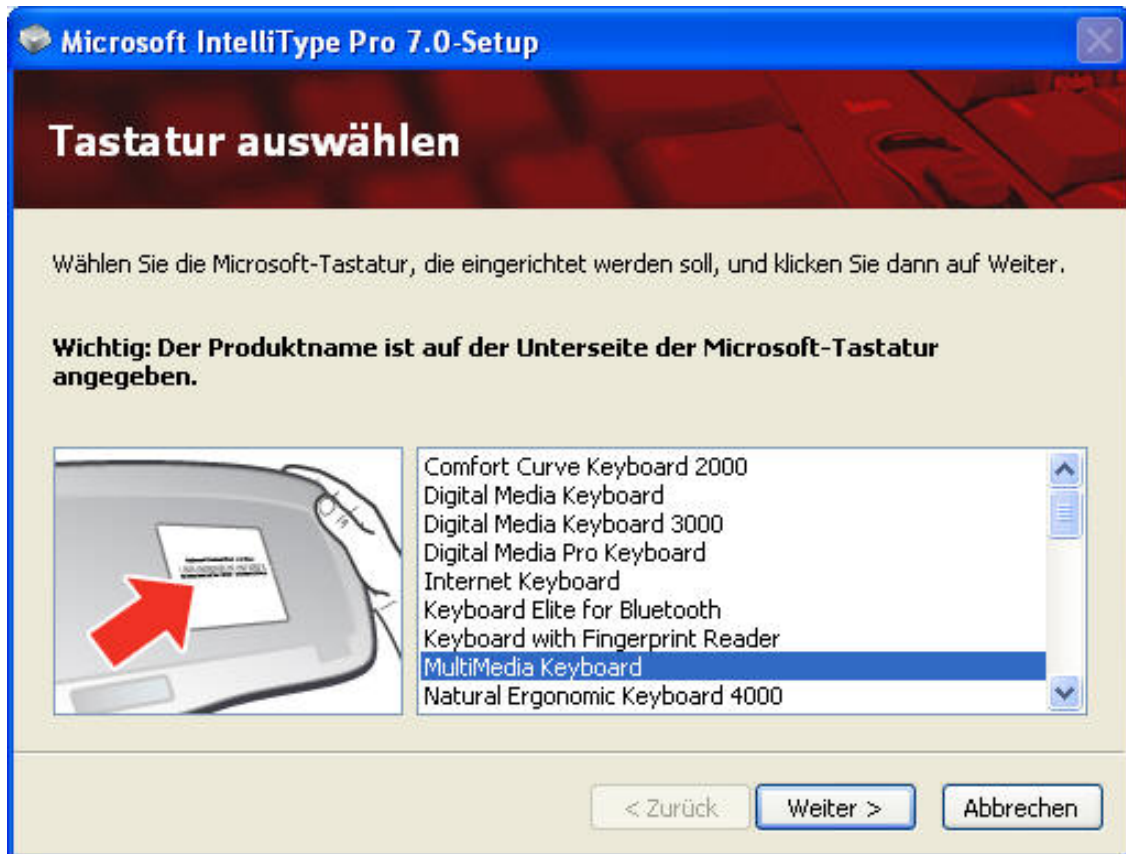 Microsoft IntelliType Pro 7.0-Setup
Tastatur auswählen
Wählen Sie die Microsoft-Tastatur, die eingerichtet werden soll, und klicken Sie dann auf Weiter.
Wichtig: Der Produktname ist auf der Unterseite der Microsoft-Tastatur
angegeben.
Comfort Curve Keyboard 2000
Digital Media Keyboard
Digital Media Keyboard 3000
Digital Media Pro Keyboard
Internet Keyboard
Keyboard Elite for Bluetooth
Keyboard with Fingerprint Reader
MultiMedia Keyboard
Natural Ergonomic Keyboard 4000
< Zurück
Weiter >
Abbrechen